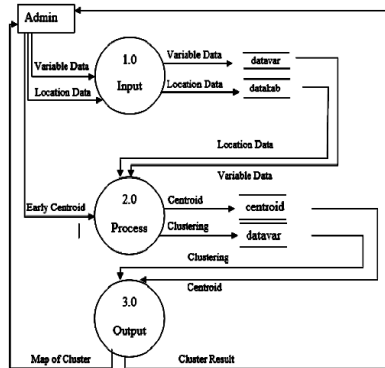 Admin
1.0
Input
Variable Data
Location Data
Variable Data
Location Data
datavar
datakab
Location Data
Variable Data
Early Centroid
2.0
Process
Centroid
Clustering
centroid
datavar
Clustering
Centroid
3.0
Output
Map of Cluster
Cluster Result